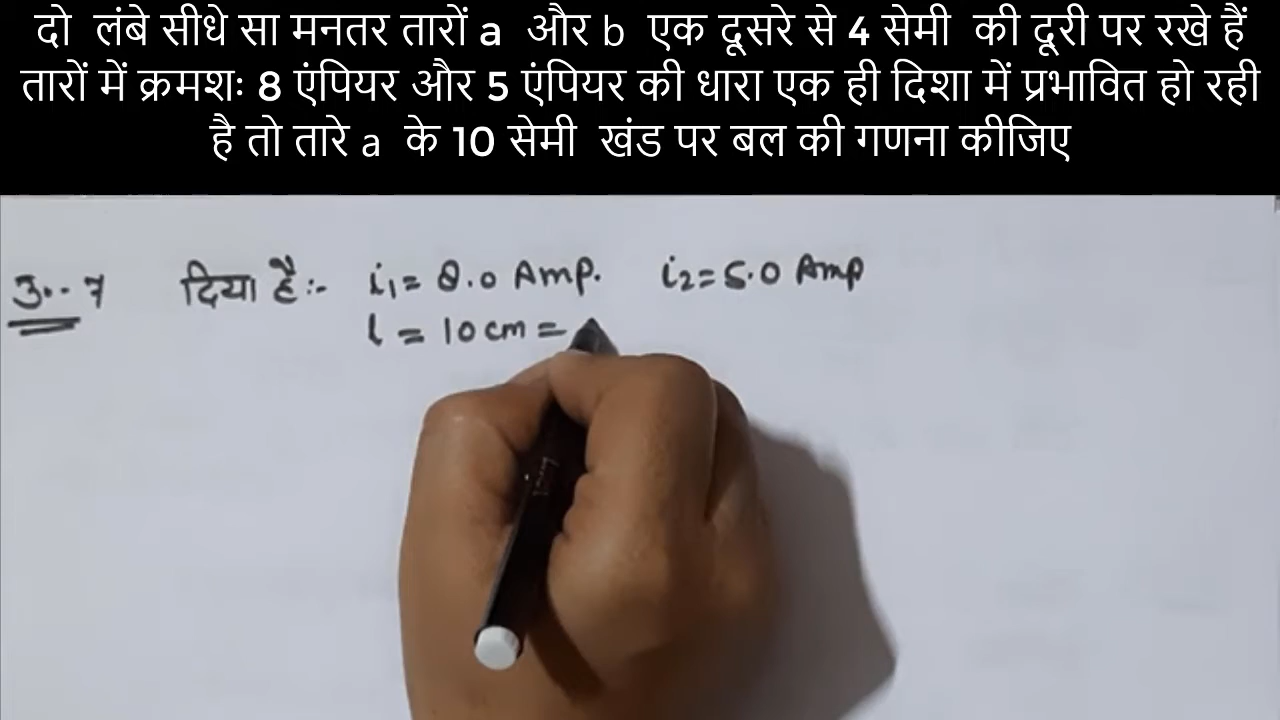 दो लंबे सीधे सा मनतर तारों a और b एक दूसरे से 4 सेमी की दूरी पर रखे हैं
तारों में क्रमशः 8 एंपियर और 5 एंपियर की धारा एक ही दिशा में प्रभावित हो रही
है तो तारे a के 10 सेमी खंड पर बल की गणना कीजिए
उ.. 7 दिया है:- i₁= 8.0 Amp. i₂= 5.0 Amp
l = 10 cm =